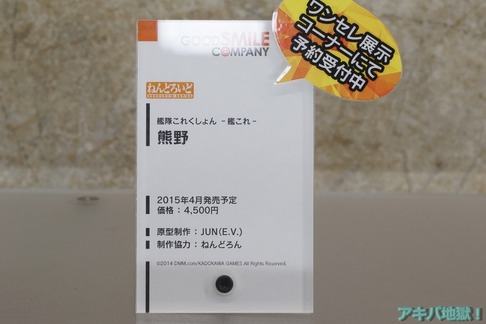 GOOD SMILE
COMPANY
ワンセレ展示
コーナーにて
予約受付中
ねんどろいど
艦隊これくしょん -艦これ-
熊野
2015年4月発売予定
価格：4,500円
原型制作：JUN(E.V.)
制作協力：ねんどろん
©2014 DMM.com/KADOKAWA GAMES All Rights Reserved.
アキバ地獄！